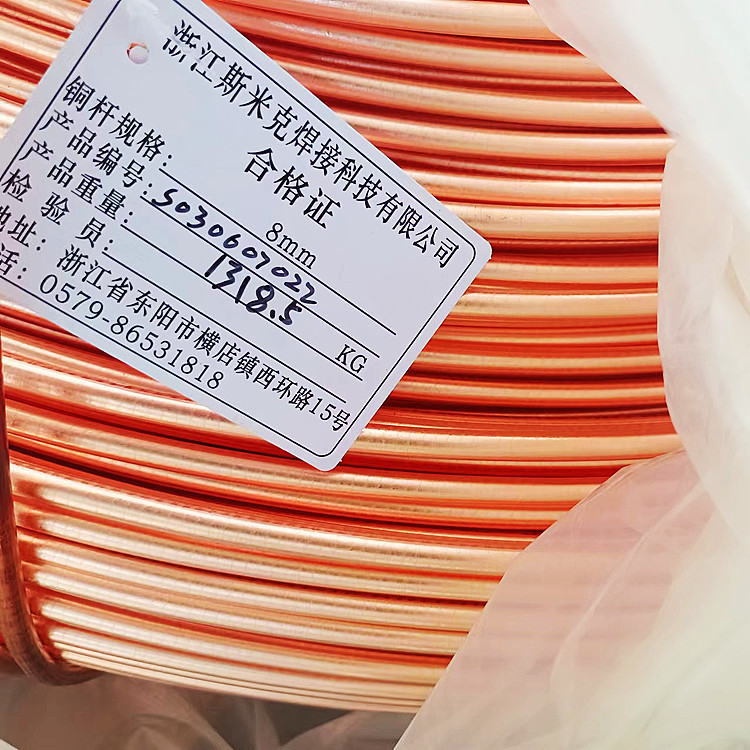 浙江斯米克焊接科技有限公司
合格证
铜杆规格: 8mm
产品编号: S030607022
产品重量: 1318.5 KG
检验员:
地址: 浙江省东阳市横店镇西环路15号
话: 0579-86531818